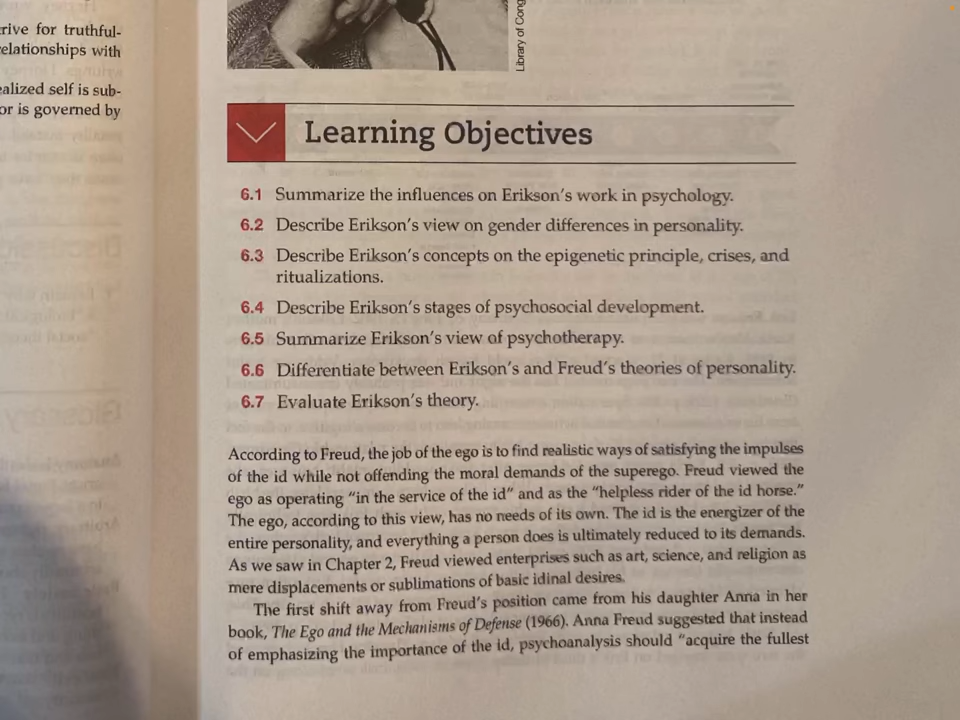 rive for truthful-
elationships with
ealized self is sub-
or is governed by
Library of Cong
Learning Objectives
6.1 Summarize the influences on Erikson's work in psychology.
6.2 Describe Erikson's view on gender differences in personality.
6.3 Describe Erikson's concepts on the epigenetic principle, crises, and
ritualizations.
6.4 Describe Erikson's stages of psychosocial development.
6.5 Summarize Erikson's view of psychotherapy.
6.6 Differentiate between Erikson's and Freud's theories of personality.
6.7 Evaluate Erikson's theory.
According to Freud, the job of the ego is to find realistic ways of satisfying the impulses
of the id while not offending the moral demands of the superego. Freud viewed the
ego as operating "in the service of the id" and as the "helpless rider of the id horse."
The ego, according to this view, has no needs of its own. The id is the energizer of the
entire personality, and everything a person does is ultimately reduced to its demands.
As we saw in Chapter 2, Freud viewed enterprises such as art, science, and religion as
mere displacements or sublimations of basic idinal desires.
The first shift away from Freud's position came from his daughter Anna in her
book, The Ego and the Mechanisms of Defense (1966). Anna Freud suggested that instead
of emphasizing the importance of the id, psychoanalysis should "acquire the fullest